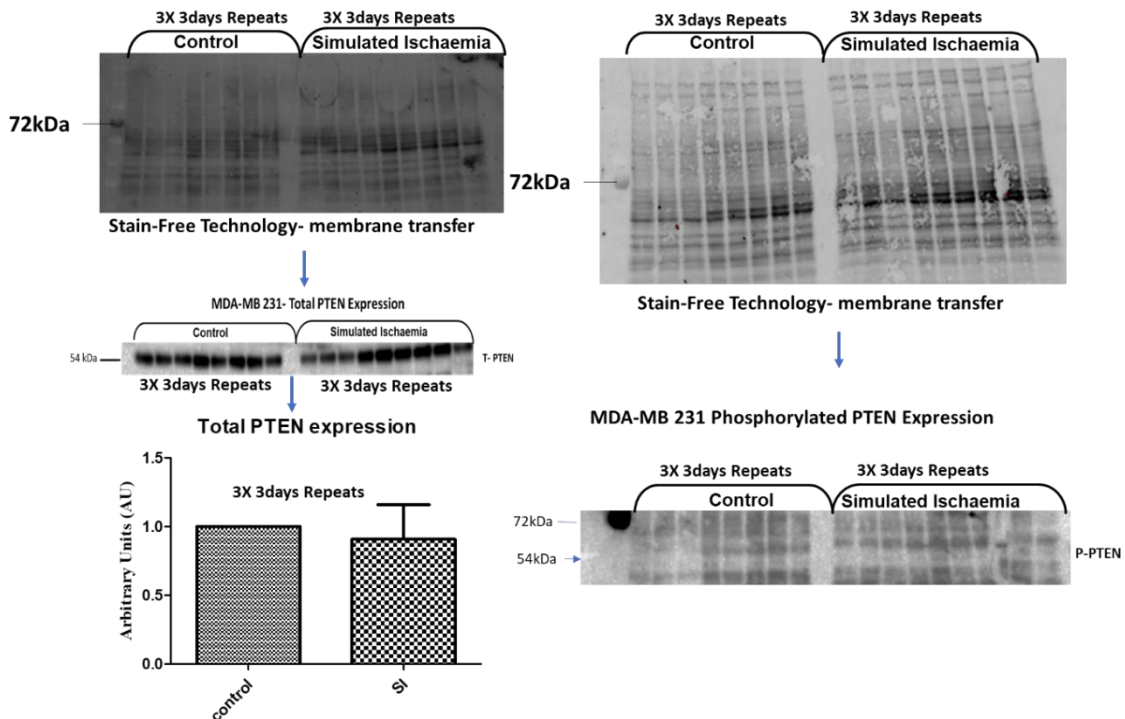 3X 3days Repeats
Control
3X 3days Repeats
Simulated Ischaemia
72kDa
Stain-Free Technology- membrane transfer
MDA-MB 231- Total PTEN Expression
Control
Simulated Ischaemia
54 kDa
T- PTEN
3X 3days Repeats
3X 3days Repeats
Total PTEN expression
1.5
3X 3days Repeats
1.0
0.5
0.0
Arbitrary Units (AU)
control
SI
3X 3days Repeats
Control
3X 3days Repeats
Simulated Ischaemia
72kDa
Stain-Free Technology- membrane transfer
MDA-MB 231 Phosphorylated PTEN Expression
3X 3days Repeats
Control
3X 3days Repeats
Simulated Ischaemia
72kDa
54kDa
P-PTEN